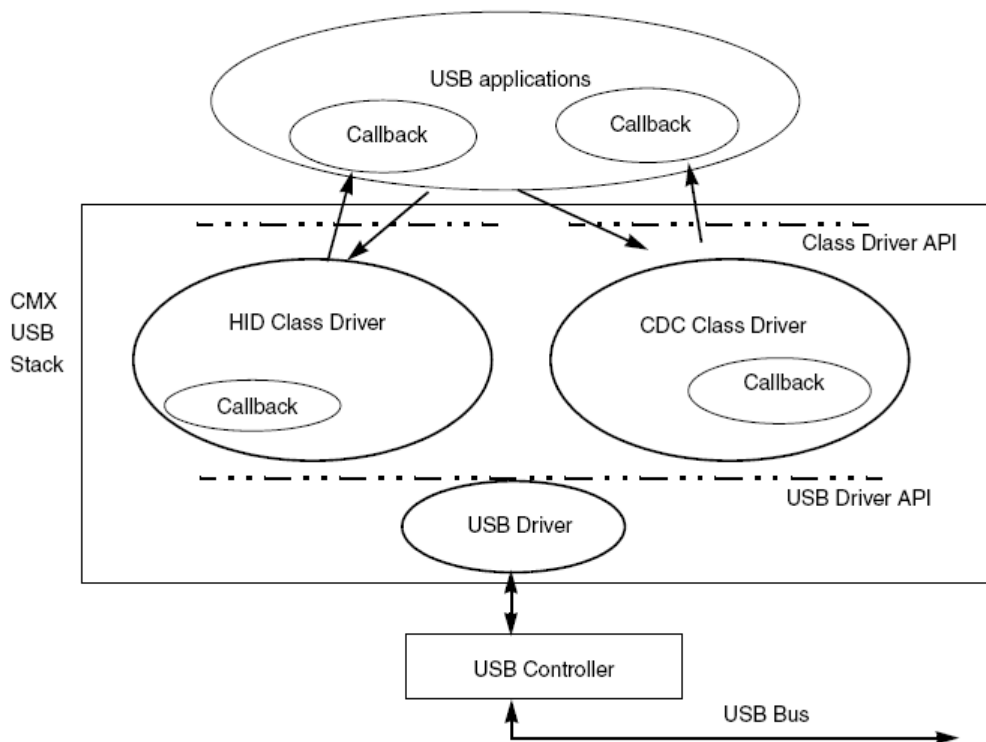 USB applications
Callback
Callback
Class Driver API
CMX
USB
Stack
HID Class Driver
CDC Class Driver
Callback
Callback
USB Driver API
USB Driver
USB Controller
USB Bus